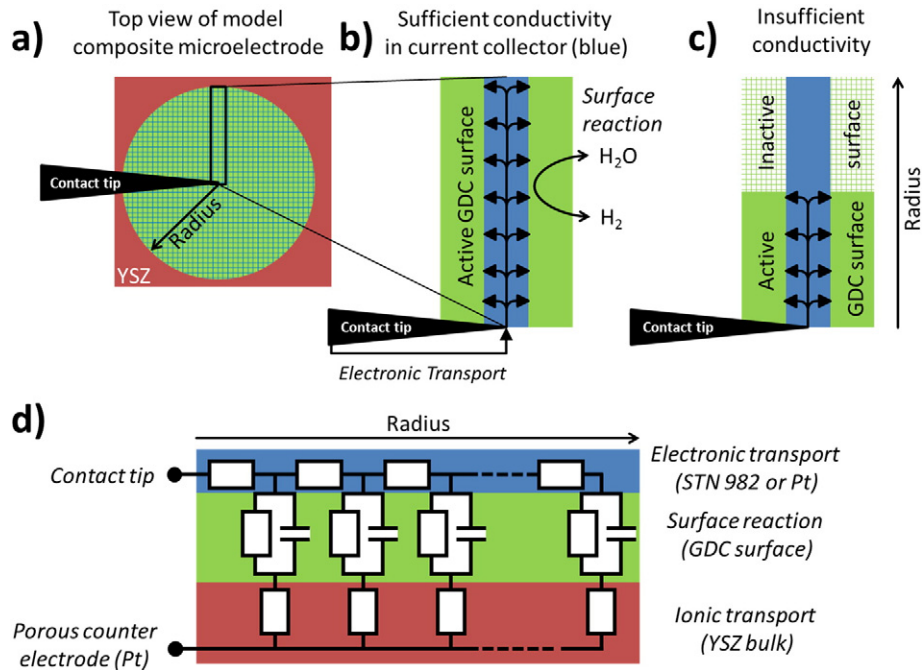 a)
Top view of model
composite microelectrode
Contact tip
Radius
YSZ
b)
Sufficient conductivity
in current collector (blue)
Active GDC surface
Surface
reaction
H₂O
H₂
Contact tip
Electronic Transport
c)
Insufficient
conductivity
Inactive
surface
Active
GDC surface
Radius
Contact tip
d)
Radius
Contact tip
Electronic transport
(STN 982 or Pt)
Surface reaction
(GDC surface)
Porous counter
electrode (Pt)
Ionic transport
(YSZ bulk)